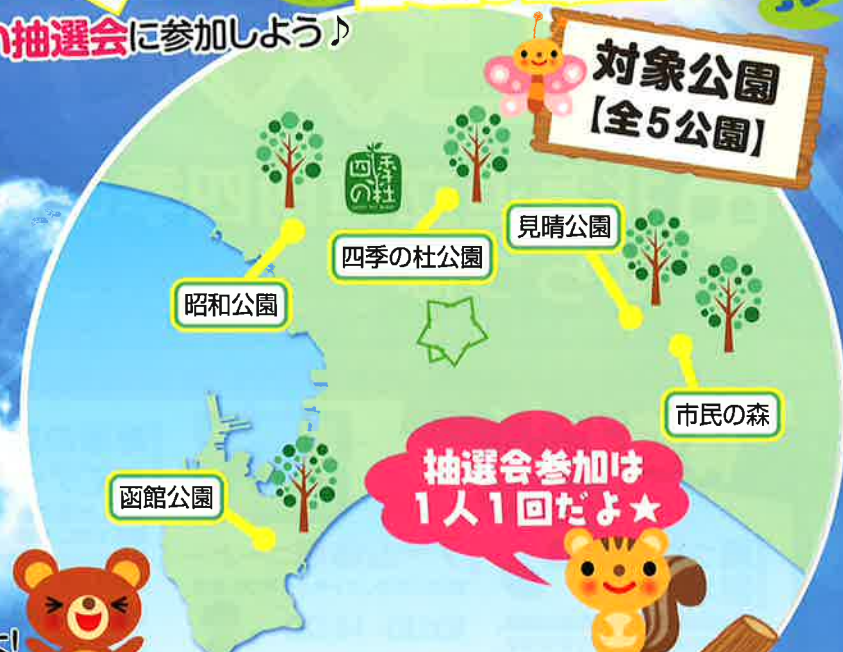 い抽選会に参加しよう♪
対象公園
【全5公園】
四季の杜
見晴公園
四季の杜公園
昭和公園
市民の森
函館公園
抽選会参加は
1人1回だよ★